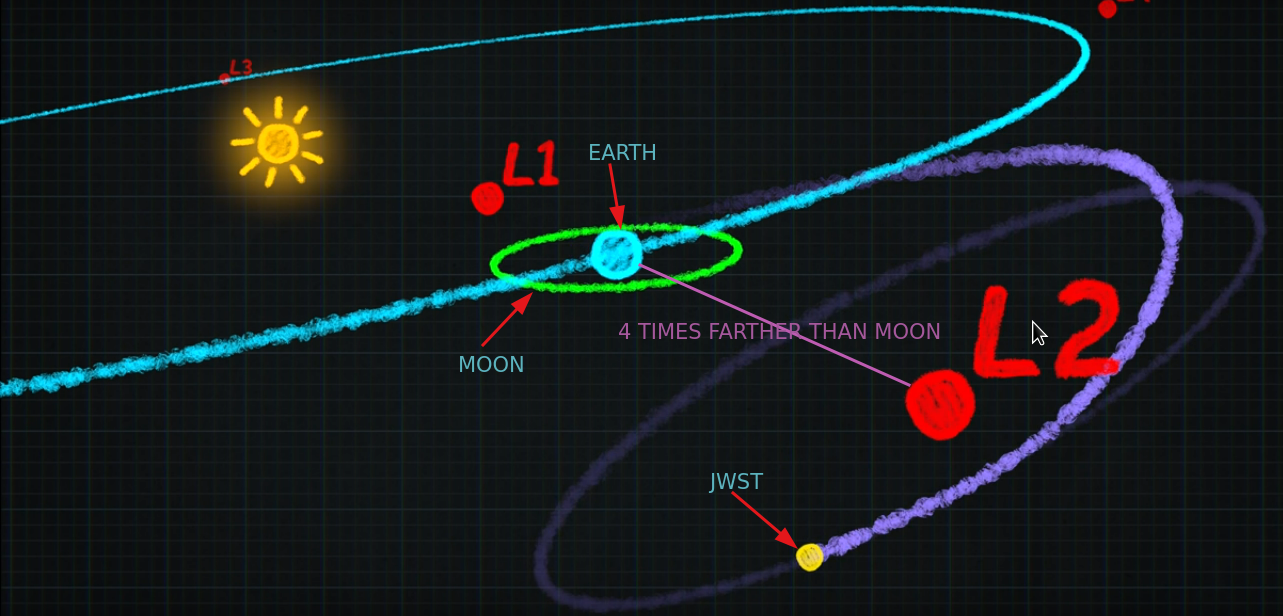 L3
L1
EARTH
4 TIMES FARTHER THAN MOON
L2
MOON
JWST